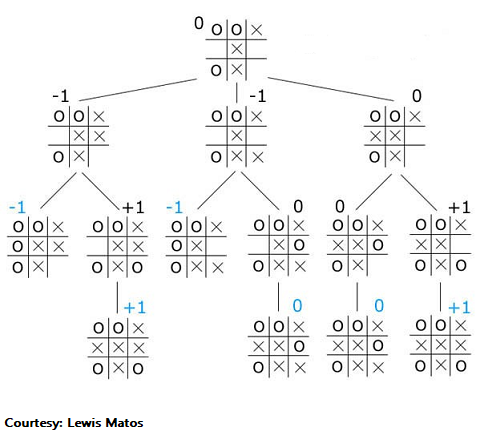 0 O O ×
×
O ×
-1 -1 0
O O × O O × O O ×
× × × × ×
O × O × × O ×
-1 +1 -1 0 0 +1
O O × O O × O O × O O × O O × O O ×
O × × × × O × × O × × O × ×
O × O × O O × × O × × O × O × O
+1 0 0 +1
O O × O O × O O × O O ×
× × × × × O × × O × × ×
O × O O × × O × × O × O
Courtesy: Lewis Matos